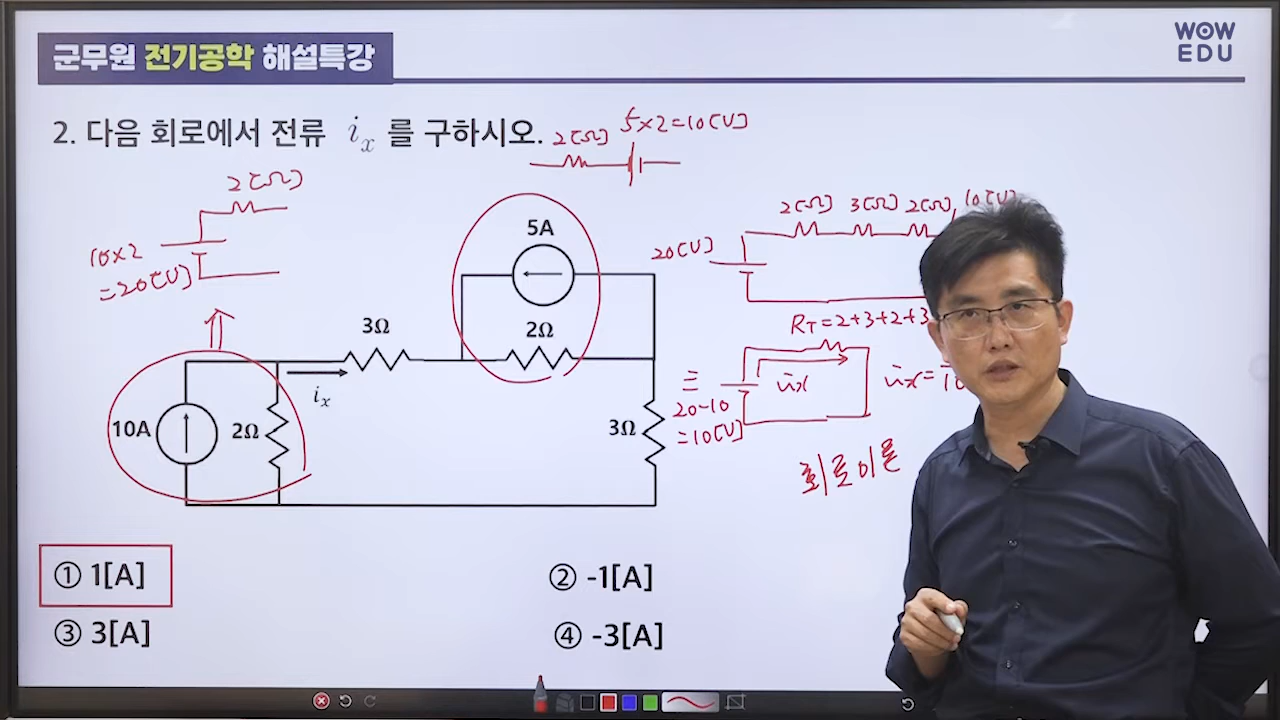 군무원 전기공학 해설특강
WOW
EDU
2. 다음 회로에서 전류 iₓ 를 구하시오.
2[Ω] 5×2=10[V]
2[Ω]
10×2
=20[V]
5A
2Ω
3Ω
iₓ
10A
2Ω
3Ω
2[Ω] 3[Ω] 2[Ω] 10[V]
20[V]
R_T=2+3+2+3
20-10
=10[V]
ix
ix=
회로이론
① 1[A]
② -1[A]
③ 3[A]
④ -3[A]